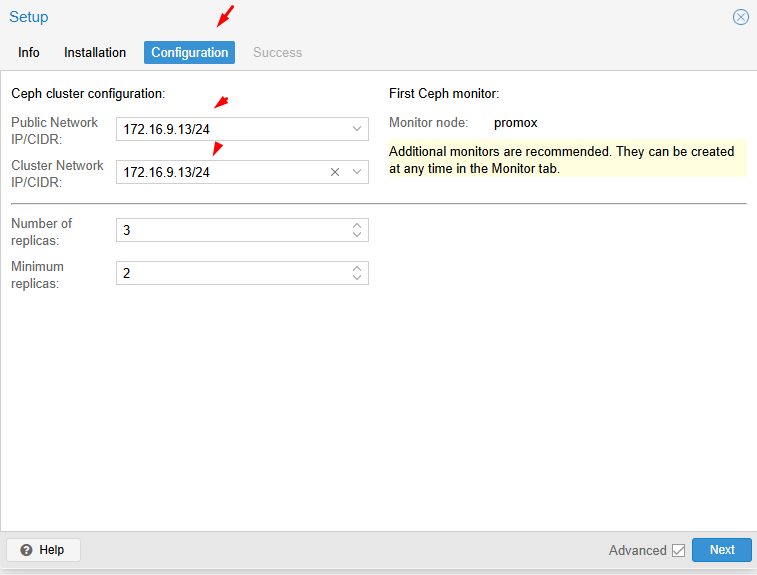 Setup
Info Installation Configuration Success
Ceph cluster configuration:
Public Network
IP/CIDR:
172.16.9.13/24
Cluster Network
IP/CIDR:
172.16.9.13/24
Number of
replicas:
3
Minimum
replicas:
2
First Ceph monitor:
Monitor node: promox
Additional monitors are recommended. They can be created
at any time in the Monitor tab.
? Help
Advanced
Next